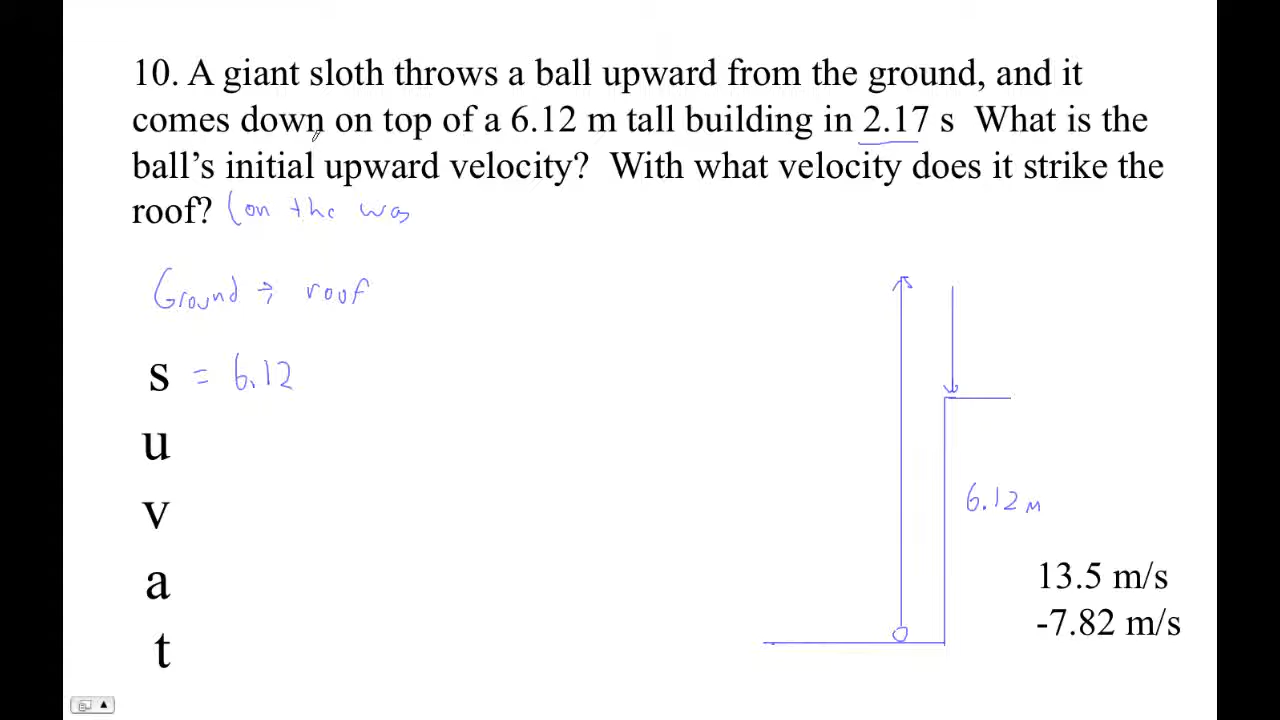 10. A giant sloth throws a ball upward from the ground, and it
comes down on top of a 6.12 m tall building in 2.17 s What is the
ball's initial upward velocity? With what velocity does it strike the
roof? (on the way
Ground → roof
s = 6.12
u
v
a
t
6.12 m
13.5 m/s
-7.82 m/s